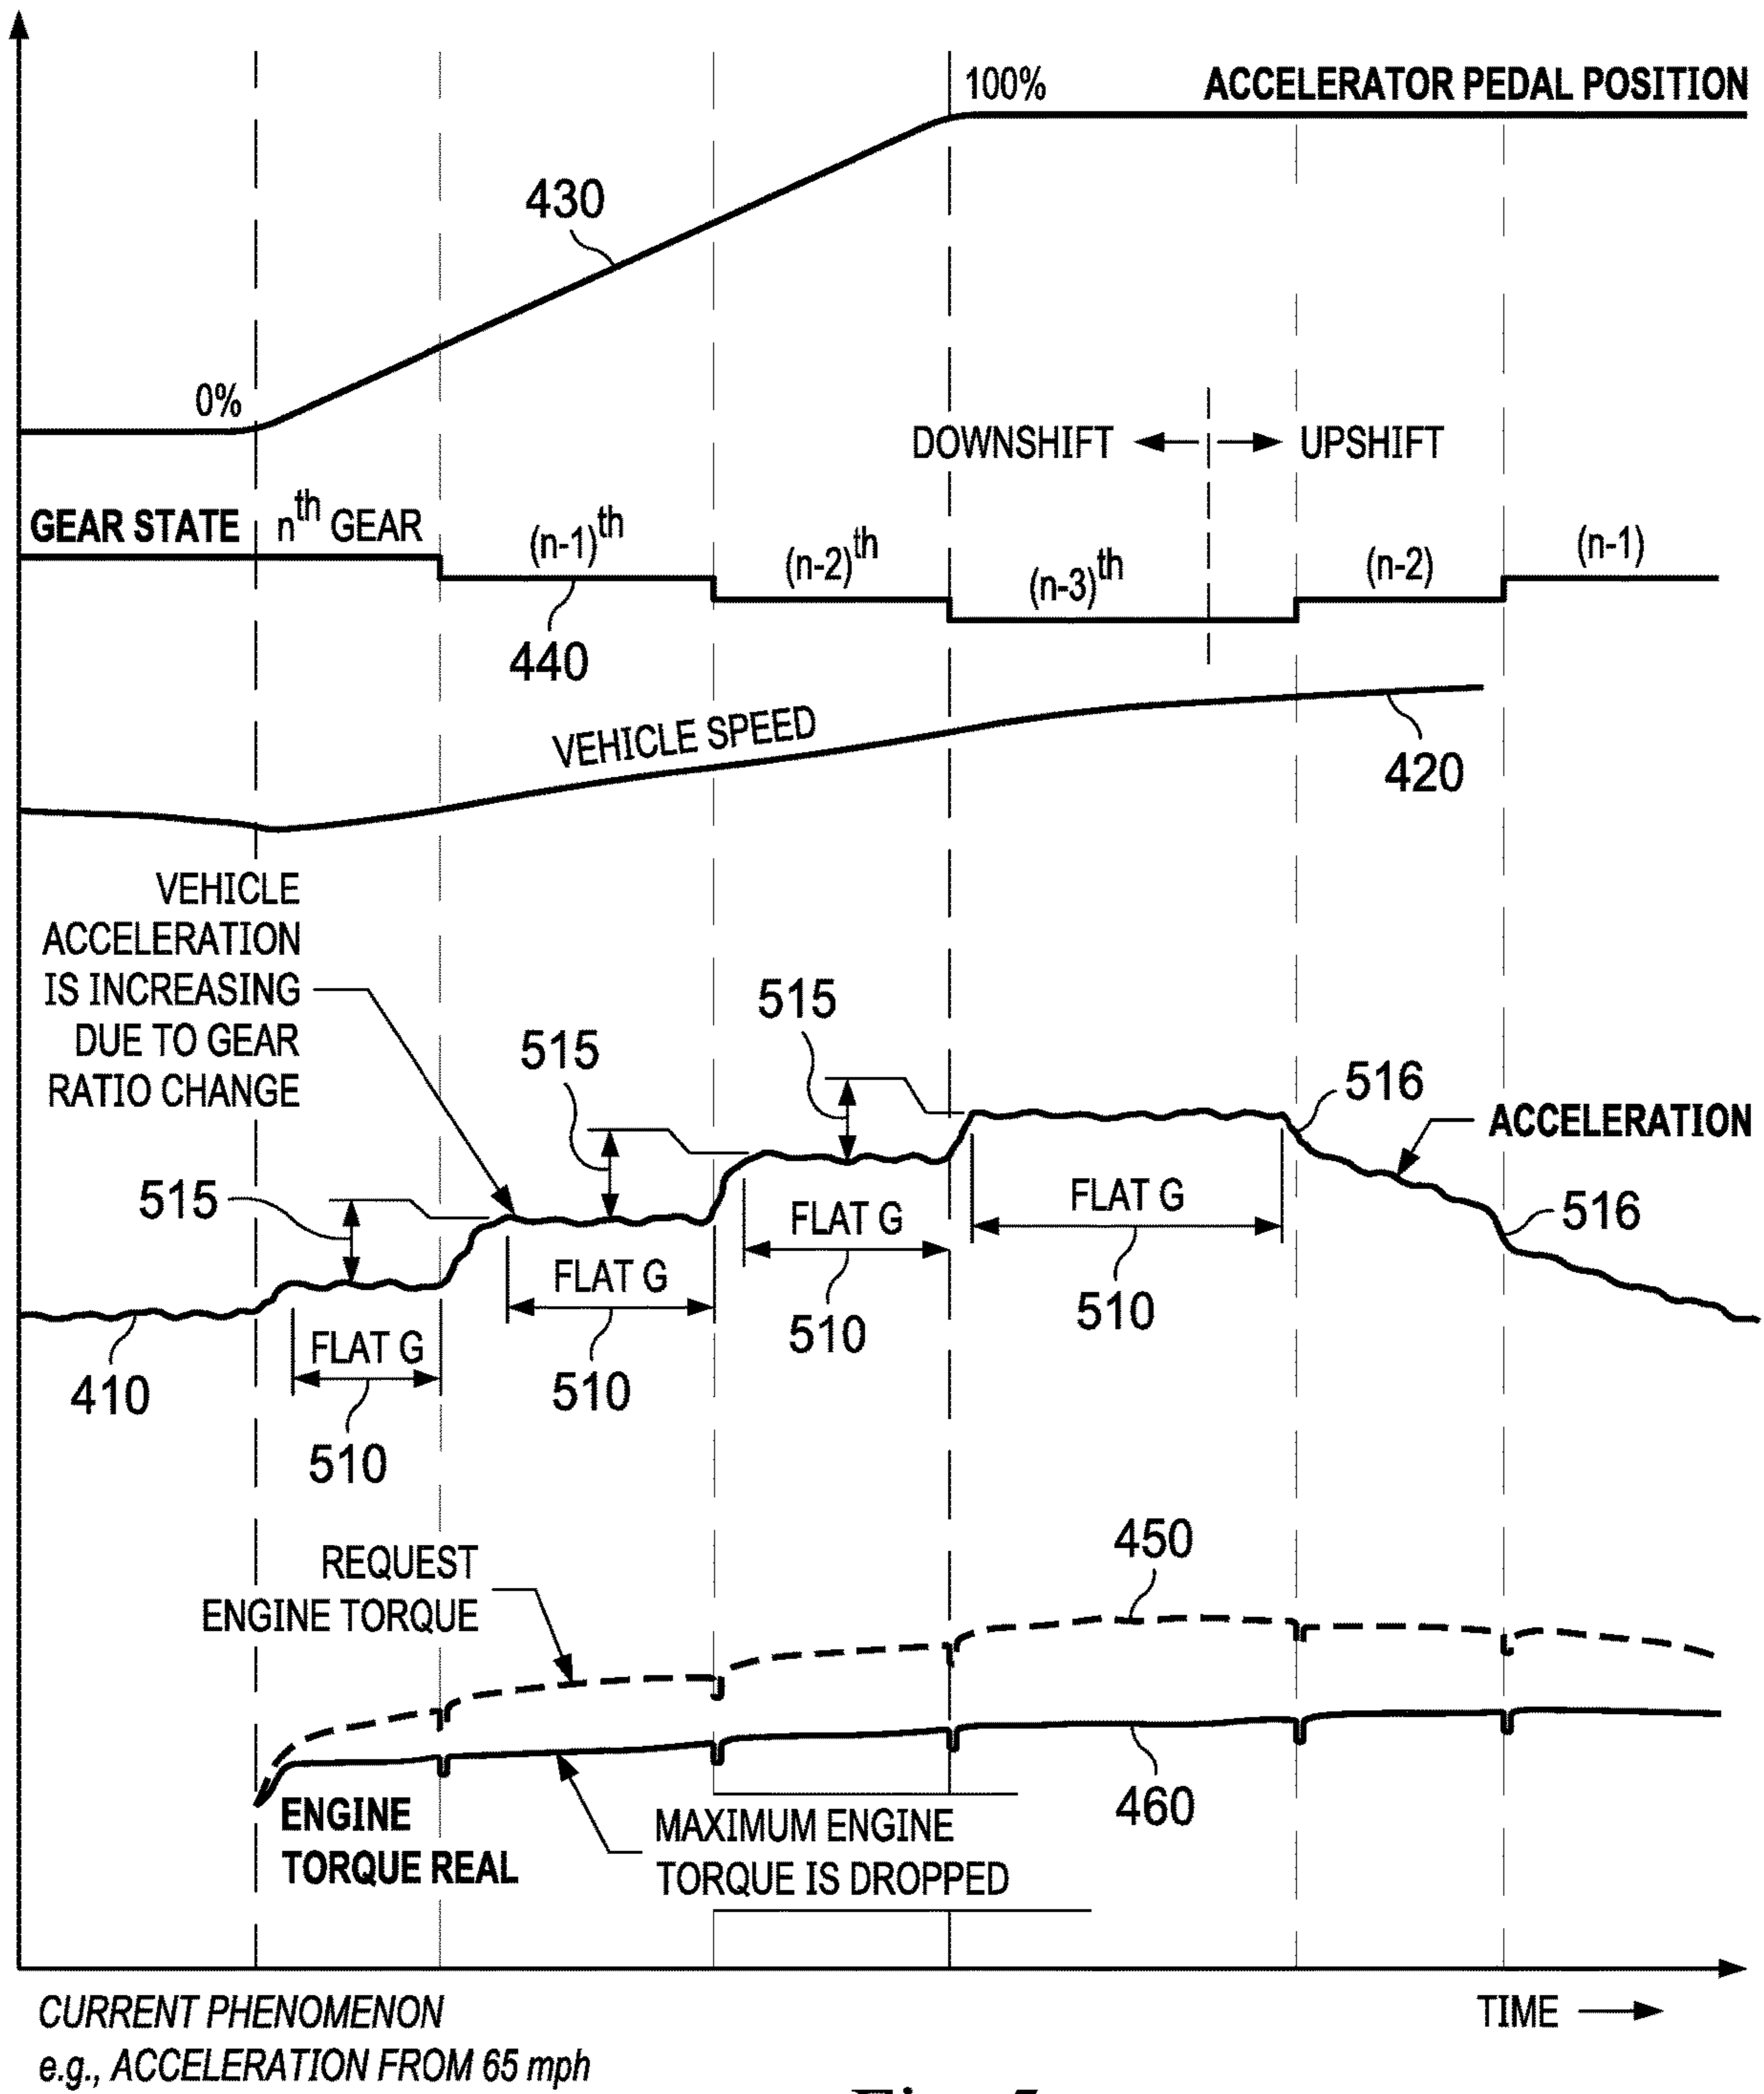 100%
ACCELERATOR PEDAL POSITION
430
0%
DOWNSHIFT
UPSHIFT
GEAR STATE
nth GEAR
(n-1)th
(n-2)th
(n-3)th
(n-2)
(n-1)
440
VEHICLE SPEED
420
VEHICLE
ACCELERATION
IS INCREASING
DUE TO GEAR
RATIO CHANGE
515
515
515
516
ACCELERATION
516
FLAT G
FLAT G
FLAT G
FLAT G
410
510
510
510
510
450
REQUEST
ENGINE TORQUE
460
ENGINE
TORQUE REAL
MAXIMUM ENGINE
TORQUE IS DROPPED
TIME
CURRENT PHENOMENON
e.g., ACCELERATION FROM 65 mph